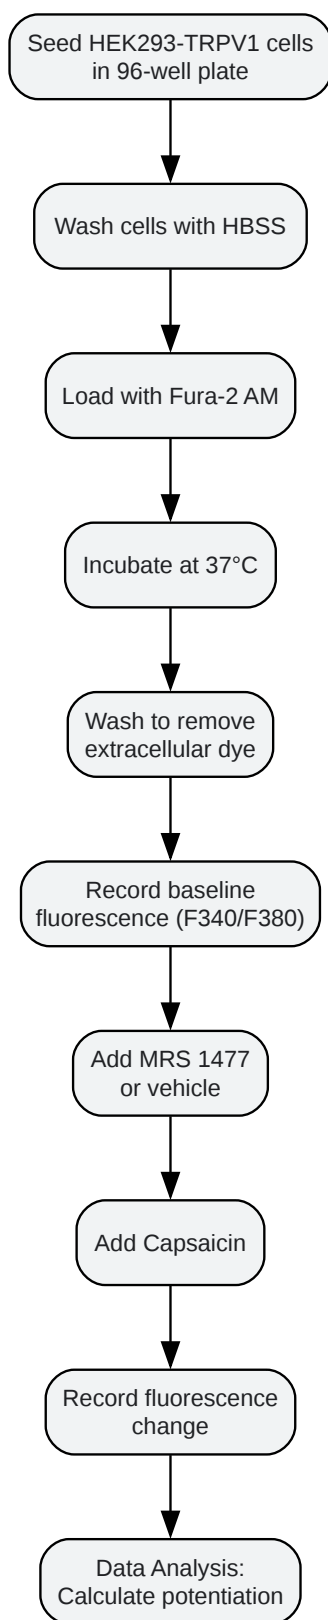 Seed HEK293-TRPV1 cells
in 96-well plate
Wash cells with HBSS
Load with Fura-2 AM
Incubate at 37°C
Wash to remove
extracellular dye
Record baseline
fluorescence (F340/F380)
Add MRS 1477
or vehicle
Add Capsaicin
Record fluorescence
change
Data Analysis:
Calculate potentiation